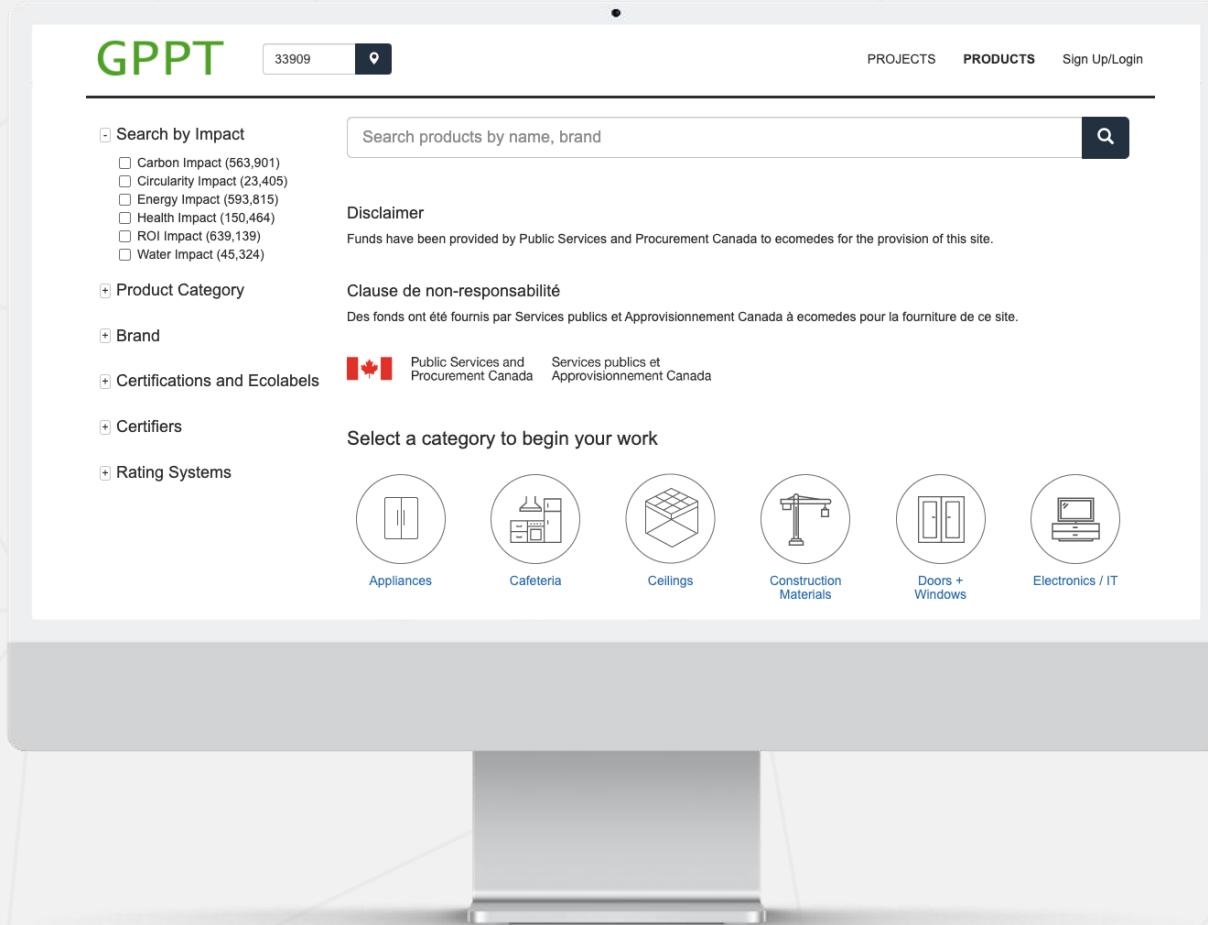 GPPT
33909
PROJECTS PRODUCTS Sign Up/Login
- Search by Impact
Carbon Impact (563,901)
Circularity Impact (23,405)
Energy Impact (593,815)
Health Impact (150,464)
ROI Impact (639,139)
Water Impact (45,324)
+ Product Category
+ Brand
+ Certifications and Ecolabels
+ Certifiers
+ Rating Systems
Search products by name, brand
Disclaimer
Funds have been provided by Public Services and Procurement Canada to ecomedes for the provision of this site.
Clause de non-responsabilité
Des fonds ont été fournis par Services publics et Approvisionnement Canada à ecomedes pour la fourniture de ce site.
Public Services and
Procurement Canada
Services publics et
Approvisionnement Canada
Select a category to begin your work
Appliances
Cafeteria
Ceilings
Construction
Materials
Doors +
Windows
Electronics / IT